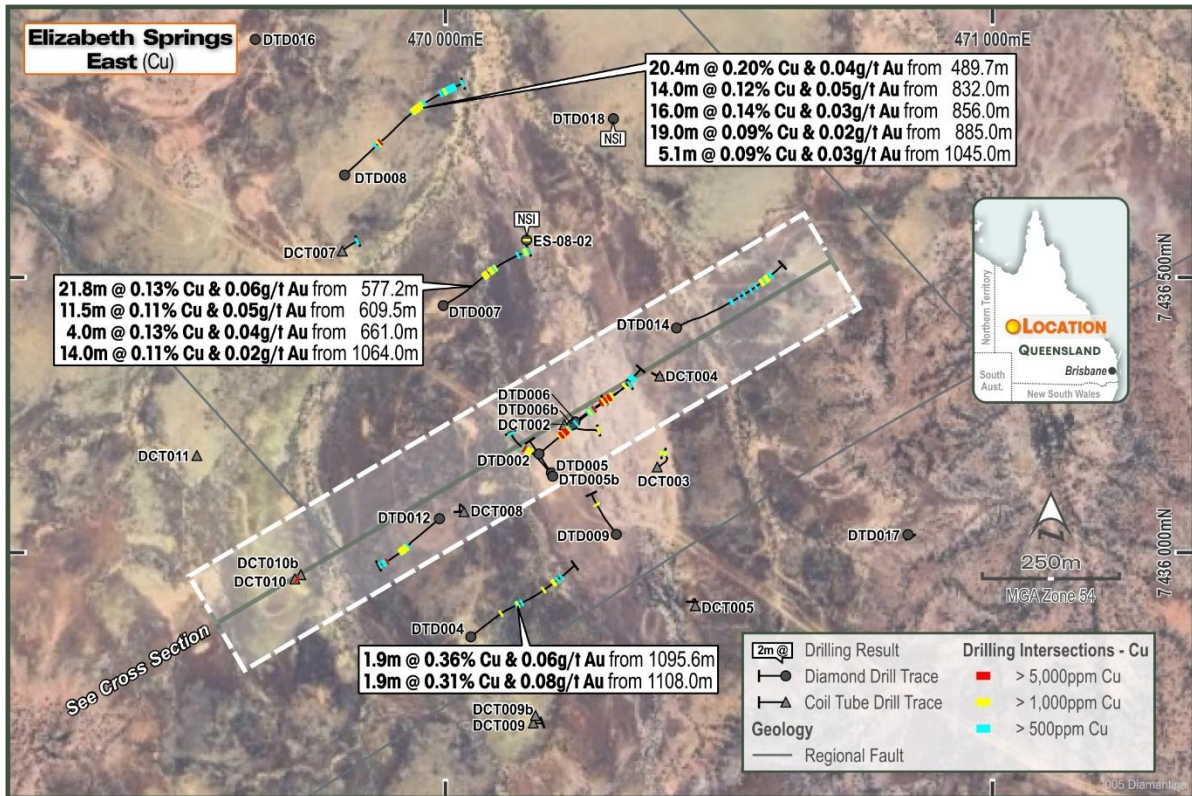 Elizabeth Springs
East (Cu)
DTD016
470 000mE
471 000mE
20.4m @ 0.20% Cu & 0.04g/t Au from 489.7m
14.0m @ 0.12% Cu & 0.05g/t Au from 832.0m
16.0m @ 0.14% Cu & 0.03g/t Au from 856.0m
19.0m @ 0.09% Cu & 0.02g/t Au from 885.0m
5.1m @ 0.09% Cu & 0.03g/t Au from 1045.0m
DTD018
NSI
DTD008
NSI
ES-08-02
DCT007
21.8m @ 0.13% Cu & 0.06g/t Au from 577.2m
11.5m @ 0.11% Cu & 0.05g/t Au from 609.5m
4.0m @ 0.13% Cu & 0.04g/t Au from 661.0m
14.0m @ 0.11% Cu & 0.02g/t Au from 1064.0m
DTD007
DTD014
7 436 500mN
Northern Territory
LOCATION
QUEENSLAND
Brisbane
South
Aust.
New South Wales
DCT004
DTD006
DTD006b
DCT002
DTD002
DTD005
DTD005b
DCT003
DCT011
DTD012
DCT008
DTD009
DTD017
DCT010b
DCT010
7 436 000mN
250m
MGA Zone 54
DCT005
DTD004
See Cross Section
1.9m @ 0.36% Cu & 0.06g/t Au from 1095.6m
1.9m @ 0.31% Cu & 0.08g/t Au from 1108.0m
DCT009b
DCT009
2m @ Drilling Result
Diamond Drill Trace
Coil Tube Drill Trace
Geology
Regional Fault
Drilling Intersections - Cu
> 5,000ppm Cu
> 1,000ppm Cu
> 500ppm Cu
005 Diamantina